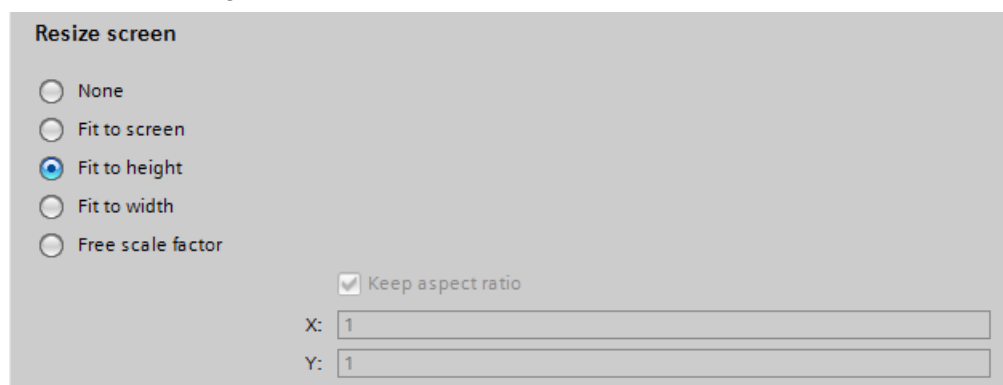 Resize screen
None
Fit to screen
Fit to height
Fit to width
Free scale factor
Keep aspect ratio
X: 1
Y: 1